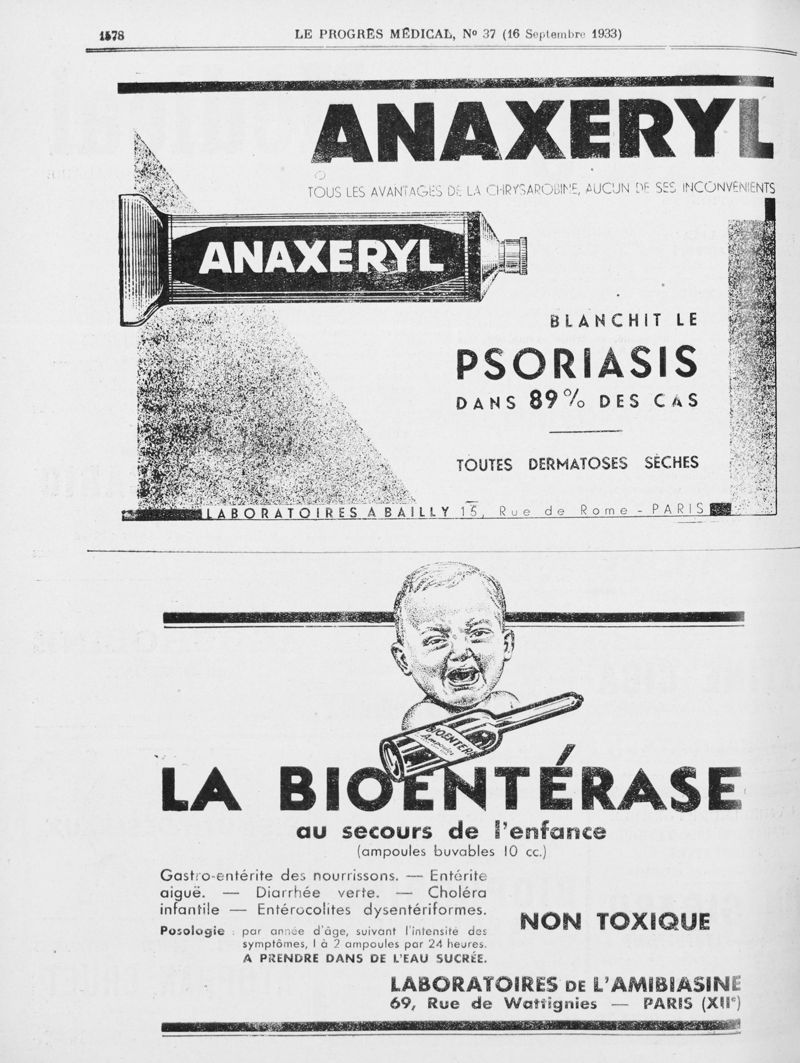 1578
LE PROGRÈS MÉDICAL, Nº 37 (16 Septembre 1933)
ANAXERYL
TOUS LES AVANTAGES DE LA CHRYSAROBINE, AUCUN DE SES INCONVÉNIENTS
ANAXERYL
BLANCHIT LE
PSORIASIS
DANS 89% DES CAS
TOUTES DERMATOSES SÈCHES
LABORATOIRES A BAILLY 15, Rue de Rome - PARIS
BIOENTÉRASE
Ampoules
LA BIOENTÉRASE
au secours de l'enfance
(ampoules buvables 10 cc.)
Gastro-entérite des nourrissons. — Entérite
aiguë. — Diarrhée verte. — Choléra
infantile — Entérocolites dysentériformes.
Posologie : par année d'âge, suivant l'intensité des
symptômes, 1 à 2 ampoules par 24 heures.
A PRENDRE DANS DE L'EAU SUCRÉE.
NON TOXIQUE
LABORATOIRES DE L'AMIBIASINE
69, Rue de Wattignies — PARIS (XIIe)